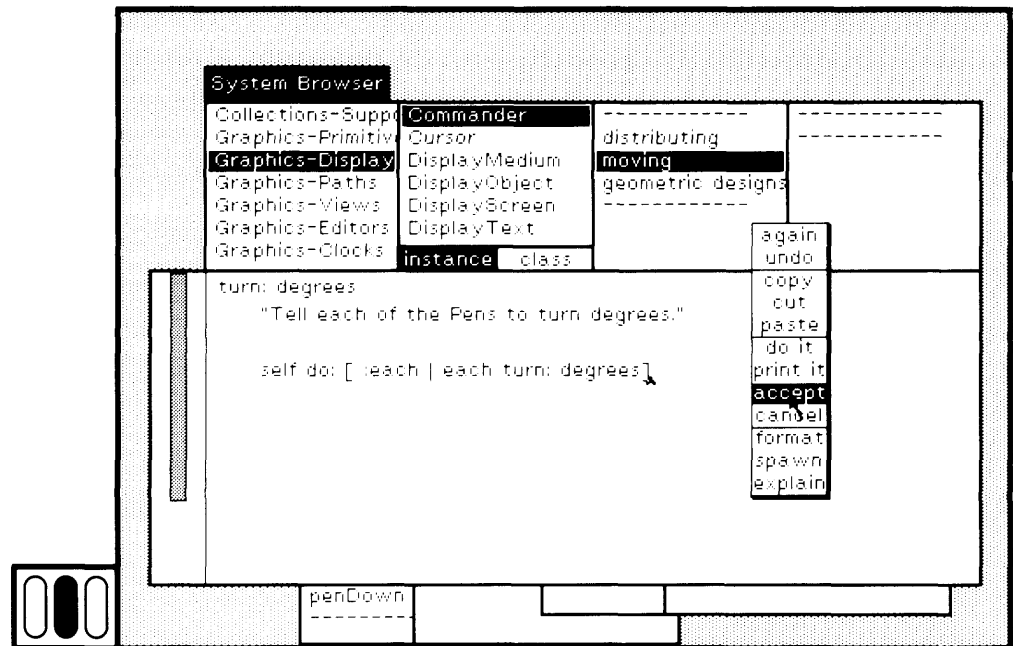 System Browser
Collections-Suppo
Graphics-Primitive
Graphics-Display
Graphics-Paths
Graphics-Views
Graphics-Editors
Graphics-Clocks
Commander
Cursor
DisplayMedium
DisplayObject
DisplayScreen
DisplayText
instance class
------------
distributing
moving
geometric designs
------------
------------
------------
turn: degrees
"Tell each of the Pens to turn degrees."
self do: [ :each | each turn: degrees]
again
undo
copy
cut
paste
do it
print it
accept
cancel
format
spawn
explain
penDown
---------